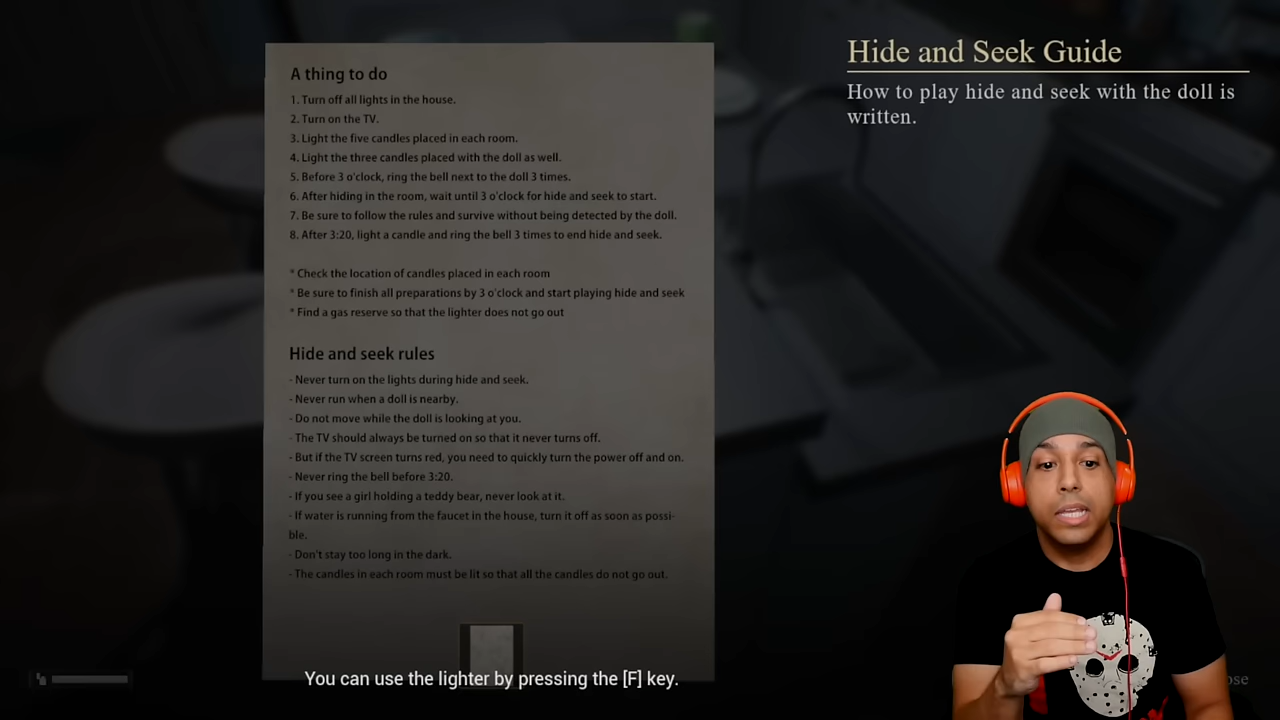 A thing to do
1. Turn off all lights in the house.
2. Turn on the TV.
3. Light the five candles placed in each room.
4. Light the three candles placed with the doll as well.
5. Before 3 o'clock, ring the bell next to the doll 3 times.
6. After hiding in the room, wait until 3 o'clock for hide and seek to start.
7. Be sure to follow the rules and survive without being detected by the doll.
8. After 3:20, light a candle and ring the bell 3 times to end hide and seek.
* Check the location of candles placed in each room
* Be sure to finish all preparations by 3 o'clock and start playing hide and seek
* Find a gas reserve so that the lighter does not go out
Hide and seek rules
- Never turn on the lights during hide and seek.
- Never run when a doll is nearby.
- Do not move while the doll is looking at you.
- The TV should always be turned on so that it never turns off.
- But if the TV screen turns red, you need to quickly turn the power off and on.
- Never ring the bell before 3:20.
- If you see a girl holding a teddy bear, never look at it.
- If water is running from the faucet in the house, turn it off as soon as possi-
ble.
- Don't stay too long in the dark.
- The candles in each room must be lit so that all the candles do not go out.
You can use the lighter by pressing the [F] key.
Hide and Seek Guide
How to play hide and seek with the doll is
written.